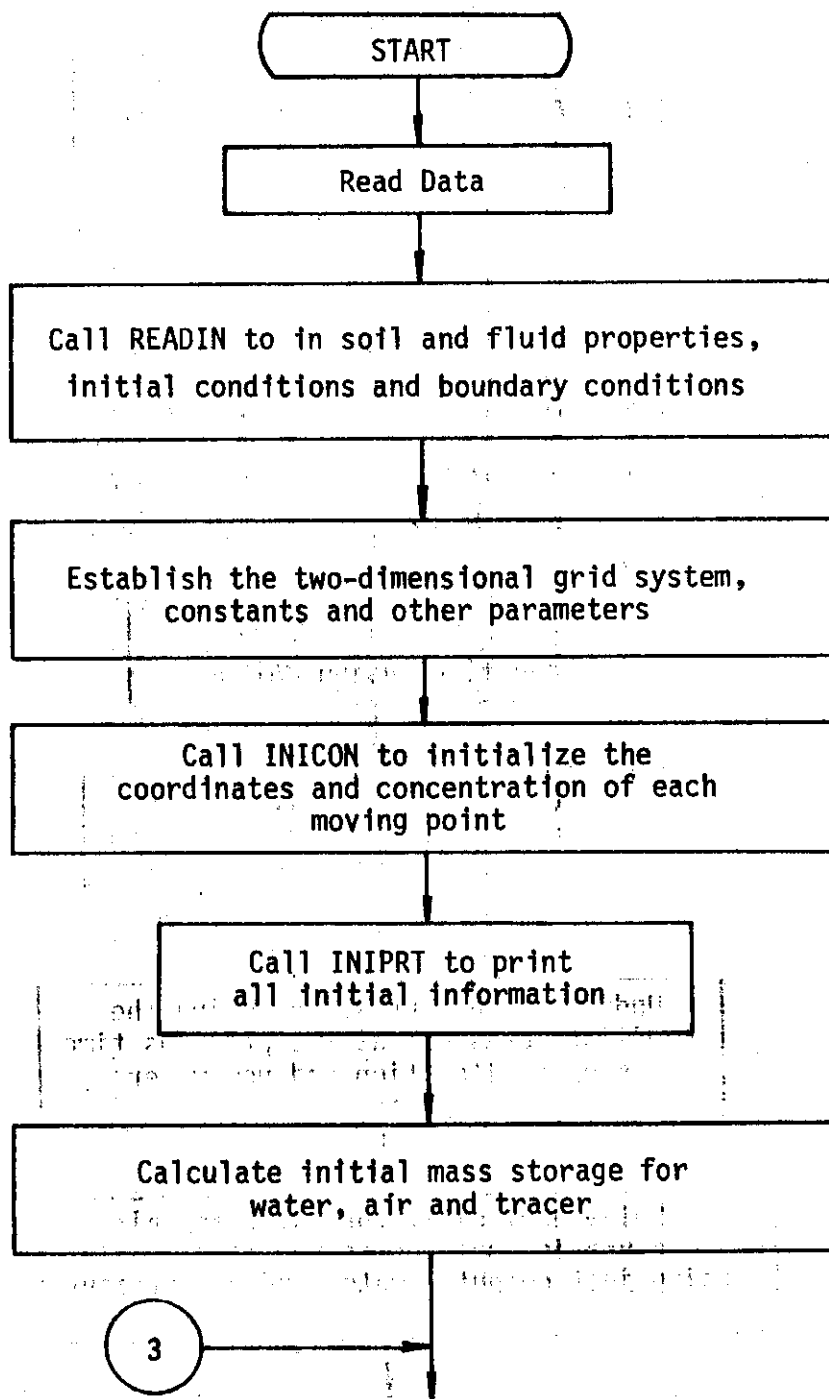 START
Read Data
Call READIN to in soil and fluid properties,
initial conditions and boundary conditions
Establish the two-dimensional grid system,
constants and other parameters
Call INICON to initialize the
coordinates and concentration of each
moving point
Call INIPRT to print
all initial information
Calculate initial mass storage for
water, air and tracer
3